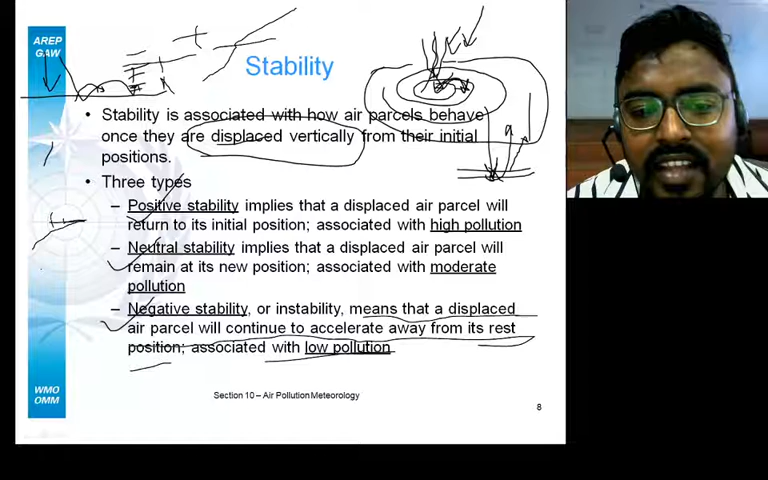 AREP
GAW
Stability
• Stability is associated with how air parcels behave
once they are displaced vertically from their initial
positions.
• Three types
– Positive stability implies that a displaced air parcel will
return to its initial position; associated with high pollution
– Neutral stability implies that a displaced air parcel will
remain at its new position; associated with moderate
pollution
– Negative stability, or instability, means that a displaced
air parcel will continue to accelerate away from its rest
position; associated with low pollution
WMO
OMM
Section 10 – Air Pollution Meteorology
8